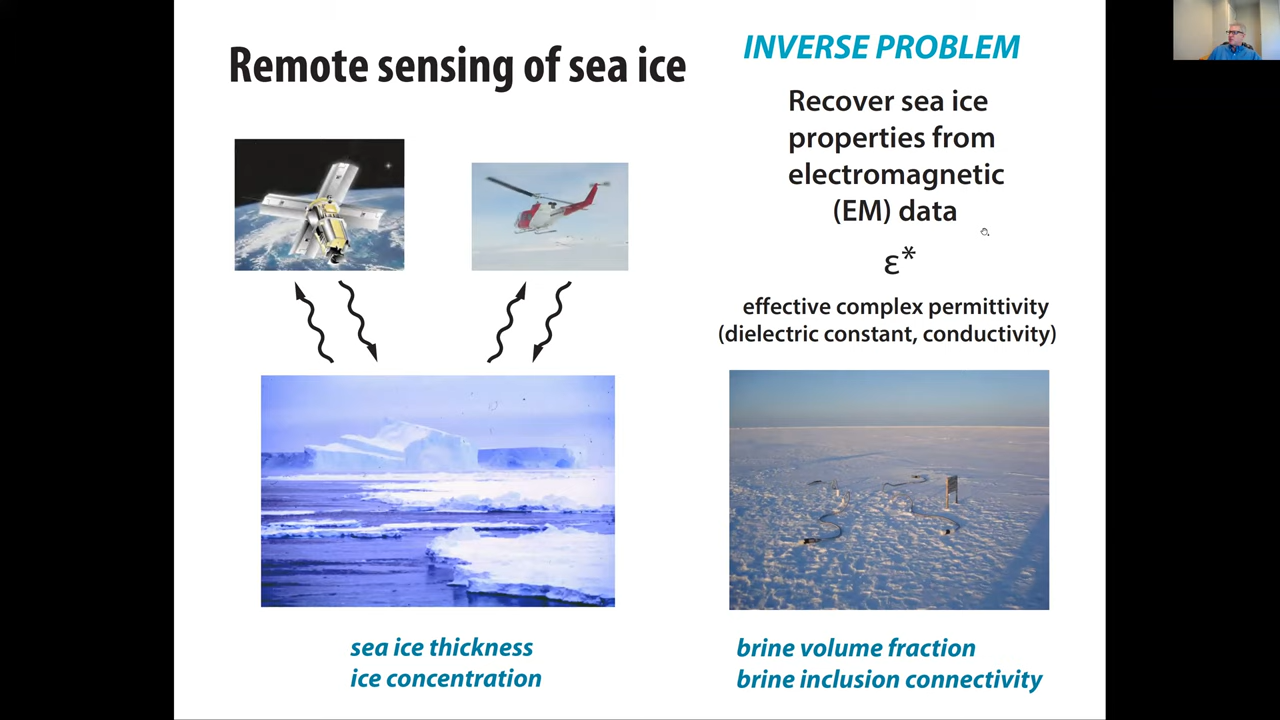 Remote sensing of sea ice
INVERSE PROBLEM
Recover sea ice
properties from
electromagnetic
(EM) data
ε*
effective complex permittivity
(dielectric constant, conductivity)
sea ice thickness
ice concentration
brine volume fraction
brine inclusion connectivity